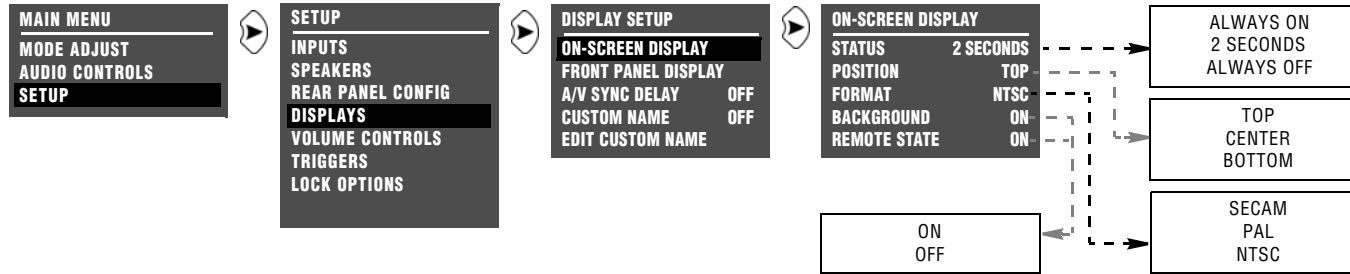 MAIN MENU
MODE ADJUST
AUDIO CONTROLS
SETUP
SETUP
INPUTS
SPEAKERS
REAR PANEL CONFIG
DISPLAYS
VOLUME CONTROLS
TRIGGERS
LOCK OPTIONS
DISPLAY SETUP
ON-SCREEN DISPLAY
FRONT PANEL DISPLAY
A/V SYNC DELAY OFF
CUSTOM NAME OFF
EDIT CUSTOM NAME
ON-SCREEN DISPLAY
STATUS 2 SECONDS
POSITION TOP
FORMAT NTSC
BACKGROUND ON
REMOTE STATE ON
ALWAYS ON
2 SECONDS
ALWAYS OFF
TOP
CENTER
BOTTOM
SECAM
PAL
NTSC
ON
OFF